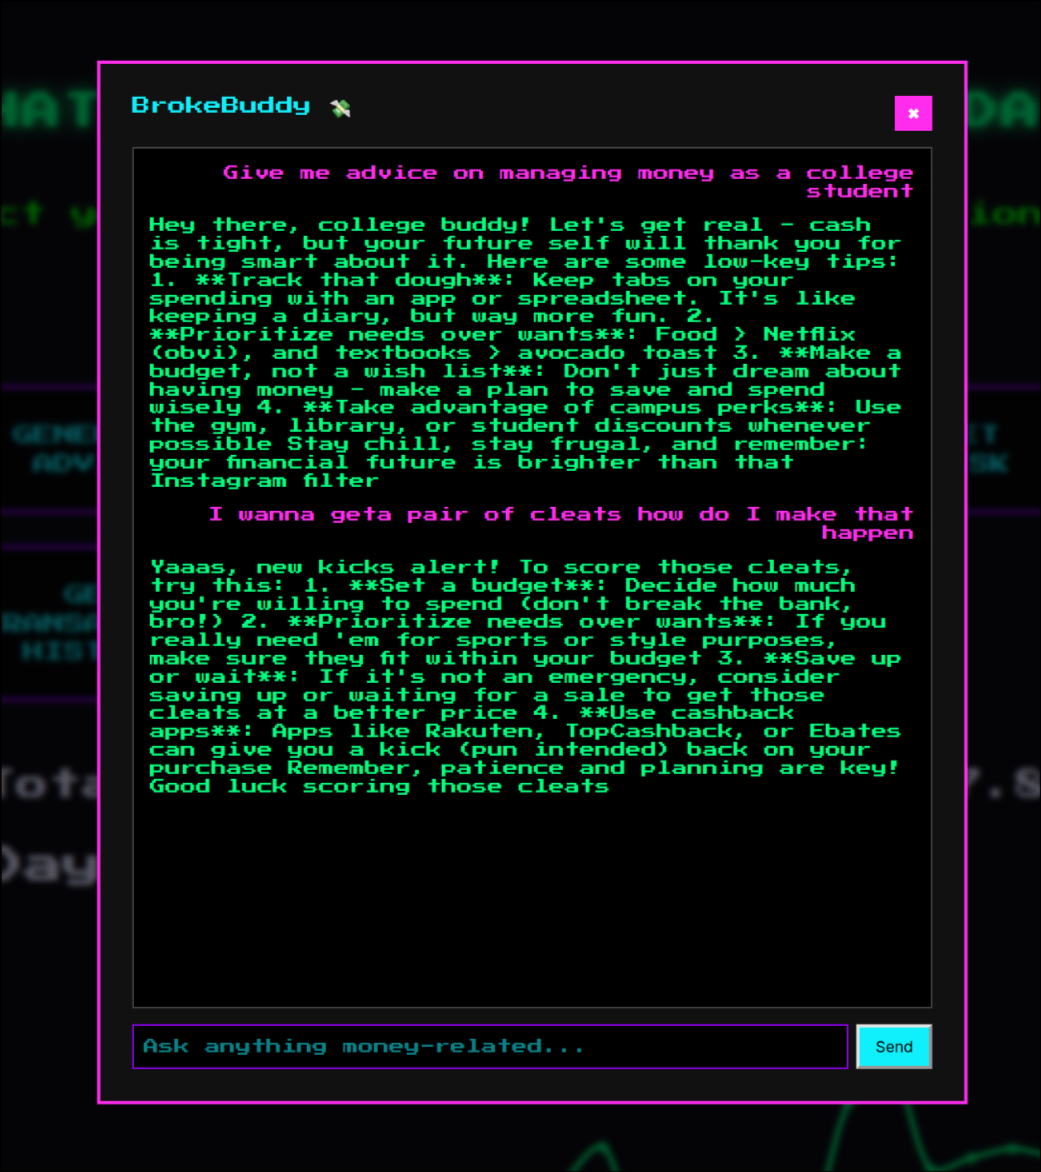 BrokeBuddy 💸
✖
Give me advice on managing money as a college
student
Hey there, college buddy! Let's get real - cash
is tight, but your future self will thank you for
being smart about it. Here are some low-key tips:
1. **Track that dough**: Keep tabs on your
spending with an app or spreadsheet. It's like
keeping a diary, but way more fun. 2.
**Prioritize needs over wants**: Food > Netflix
(obvi), and textbooks > avocado toast 3. **Make a
budget, not a wish list**: Don't just dream about
having money - make a plan to save and spend
wisely 4. **Take advantage of campus perks**: Use
the gym, library, or student discounts whenever
possible Stay chill, stay frugal, and remember:
your financial future is brighter than that
Instagram filter
I wanna geta pair of cleats how do I make that
happen
Yaaas, new kicks alert! To score those cleats,
try this: 1. **Set a budget**: Decide how much
you're willing to spend (don't break the bank,
bro!) 2. **Prioritize needs over wants**: If you
really need 'em for sports or style purposes,
make sure they fit within your budget 3. **Save up
or wait**: If it's not an emergency, consider
saving up or waiting for a sale to get those
cleats at a better price 4. **Use cashback
apps**: Apps like Rakuten, TopCashback, or Ebates
can give you a kick (pun intended) back on your
purchase Remember, patience and planning are key!
Good luck scoring those cleats
Ask anything money-related...
Send